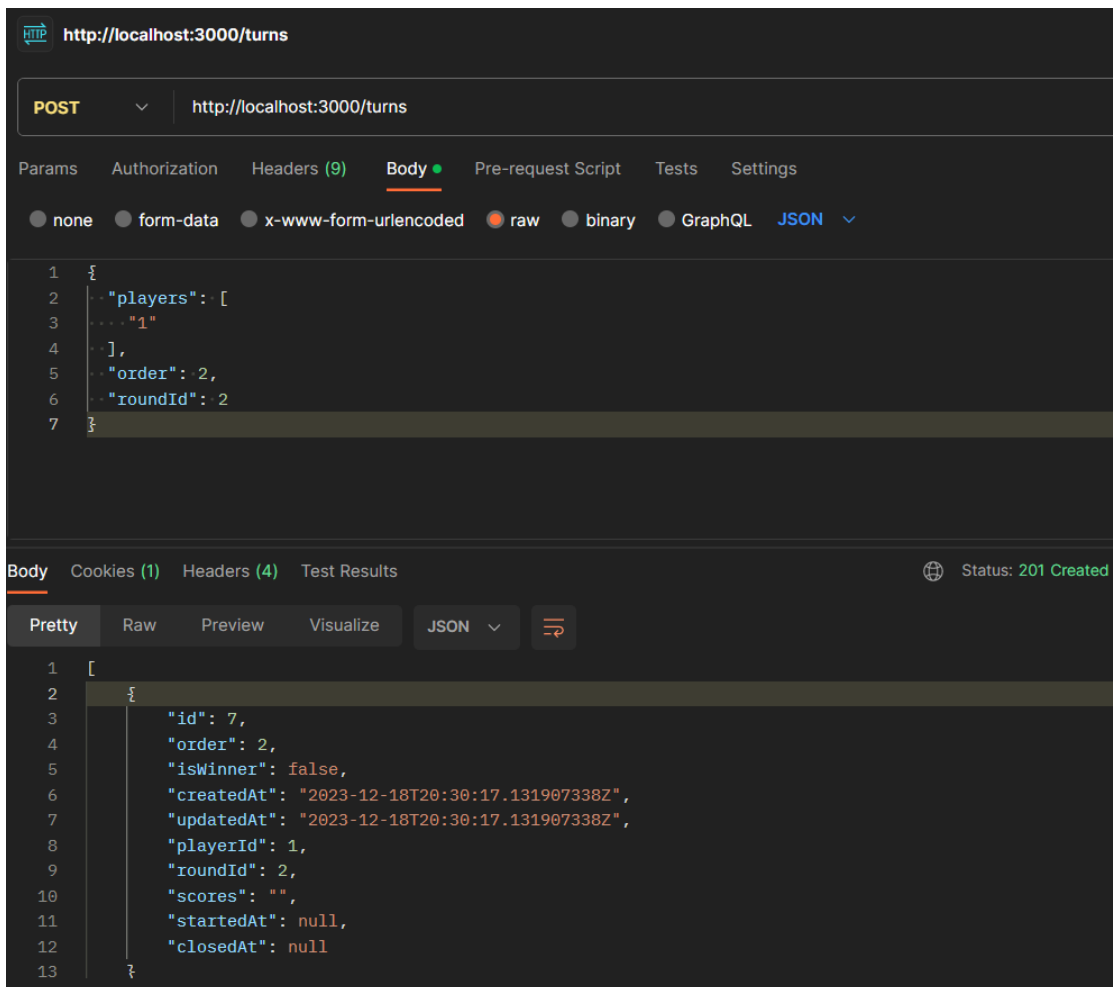 HTTP http://localhost:3000/turns
POST http://localhost:3000/turns
Params Authorization Headers (9) Body Pre-request Script Tests Settings
none form-data x-www-form-urlencoded raw binary GraphQL JSON
1 {
2 "players": [
3 "1"
4 ],
5 "order": 2,
6 "roundId": 2
7 }
Body Cookies (1) Headers (4) Test Results Status: 201 Created
Pretty Raw Preview Visualize JSON
1 [
2 {
3 "id": 7,
4 "order": 2,
5 "isWinner": false,
6 "createdAt": "2023-12-18T20:30:17.131907338Z",
7 "updatedAt": "2023-12-18T20:30:17.131907338Z",
8 "playerId": 1,
9 "roundId": 2,
10 "scores": "",
11 "startedAt": null,
12 "closedAt": null
13 }